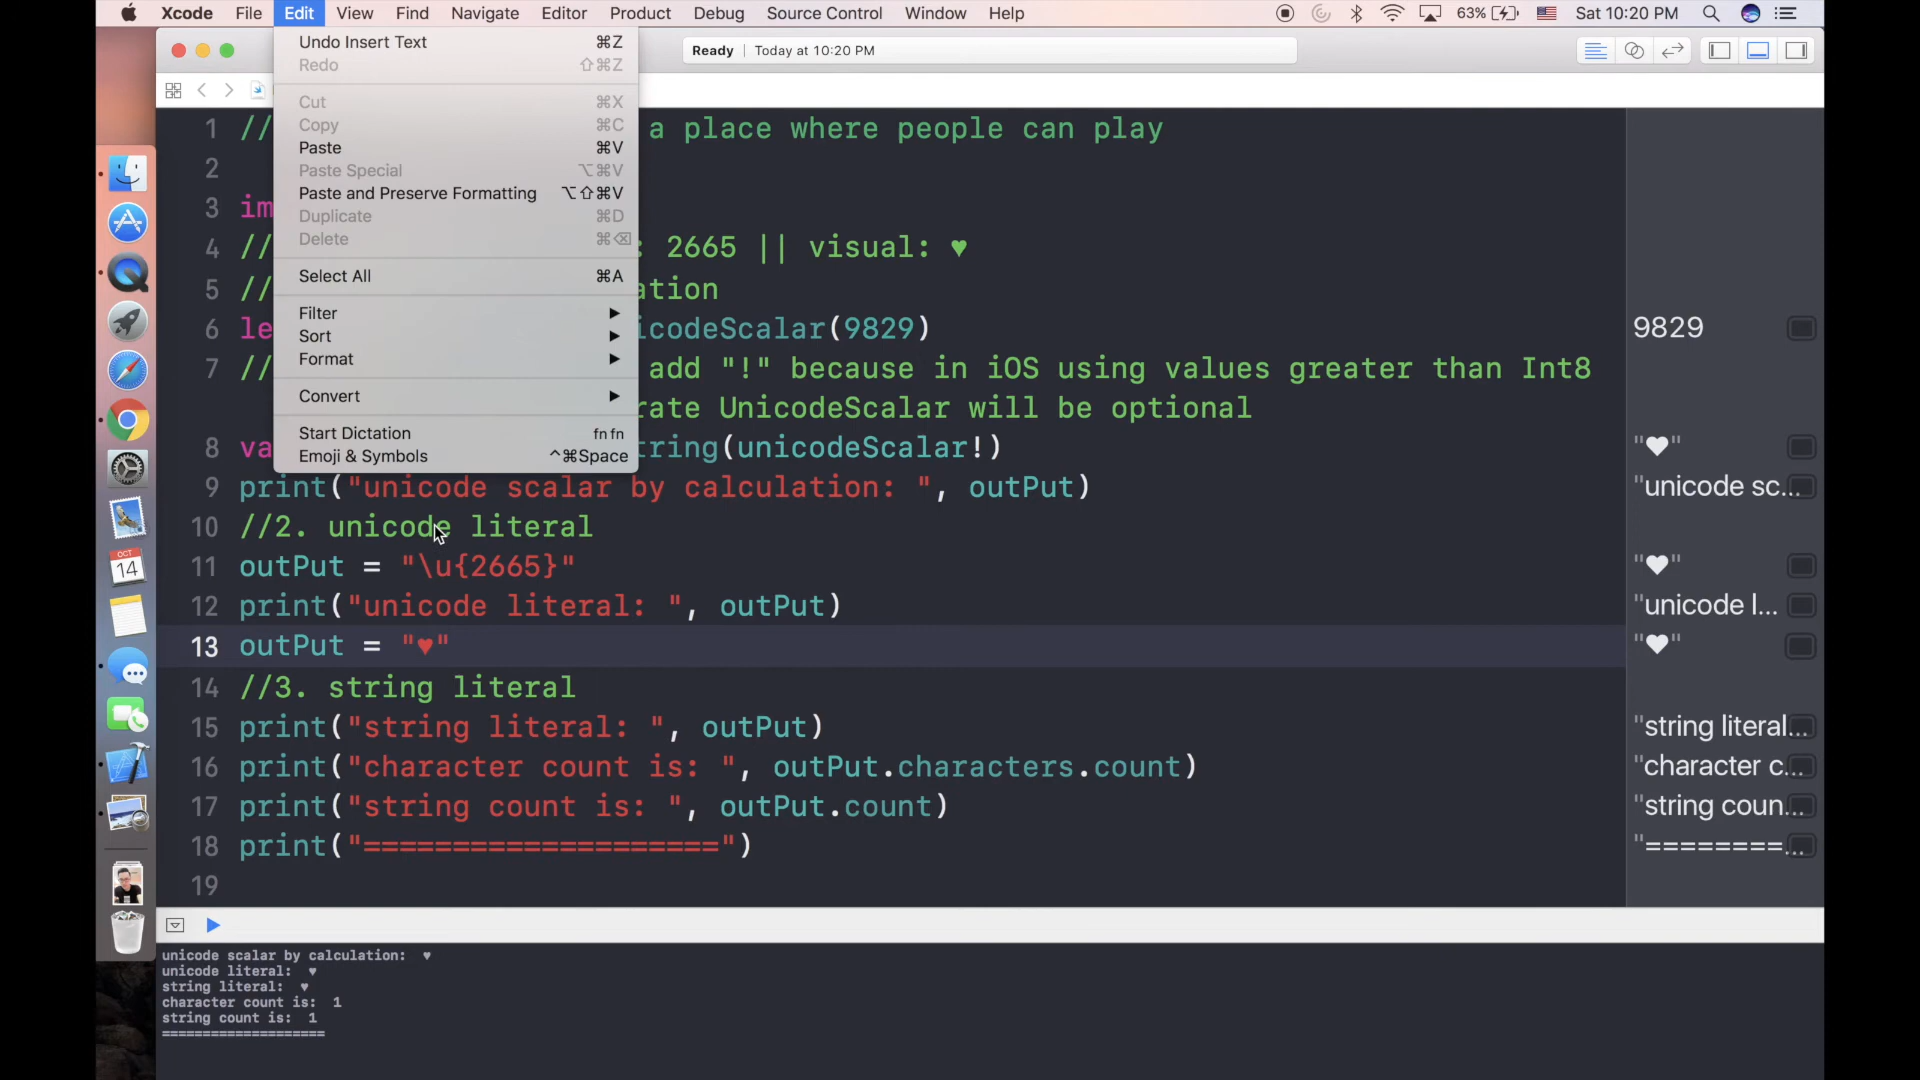 Xcode File Edit View Find Navigate Editor Product Debug Source Control Window Help 63% Sat 10:20 PM
Ready | Today at 10:20 PM
Undo Insert Text ⌘Z
Redo ⇧⌘Z
Cut ⌘X
Copy ⌘C
Paste ⌘V
Paste Special ⌥⌘V
Paste and Preserve Formatting ⌥⇧⌘V
Duplicate ⌘D
Delete ⌘⌫
Select All ⌘A
Filter ▶
Sort ▶
Format ▶
Convert ▶
Start Dictation fn fn
Emoji & Symbols ^⌘Space
1 // a place where people can play
2
3 im
4 // : 2665 || visual: ♥
5 // ation
6 le icodeScalar(9829)
7 // add "!" because in iOS using values greater than Int8
rate UnicodeScalar will be optional
8 va tring(unicodeScalar!)
9 print("unicode scalar by calculation: ", outPut)
10 //2. unicode literal
11 outPut = "\u{2665}"
12 print("unicode literal: ", outPut)
13 outPut = "♥"
14 //3. string literal
15 print("string literal: ", outPut)
16 print("character count is: ", outPut.characters.count)
17 print("string count is: ", outPut.count)
18 print("====================")
19
9829
"♥"
"unicode sc...
"♥"
"unicode l...
"♥"
"string literal...
"character c...
"string coun...
"========...
OCT
14
unicode scalar by calculation:  ♥
unicode literal:  ♥
string literal:  ♥
character count is:  1
string count is:  1
====================